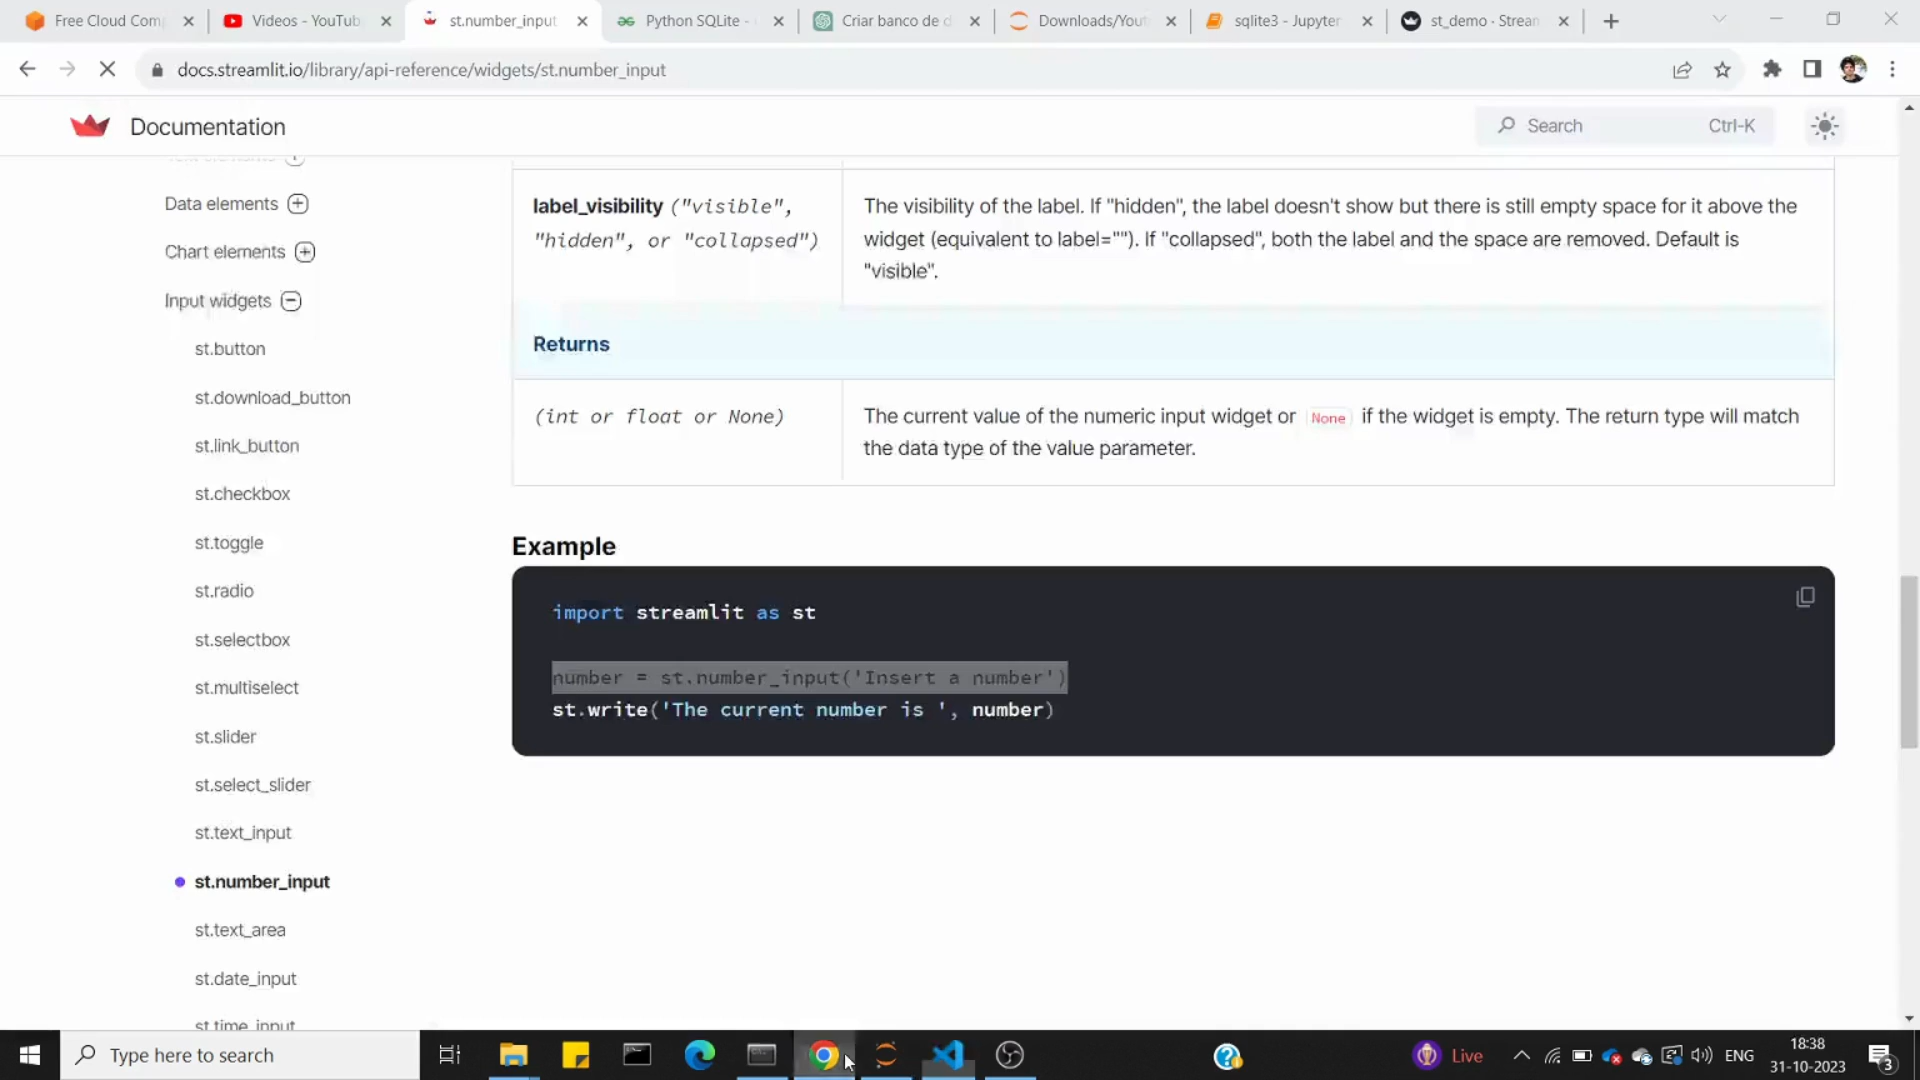 Free Cloud Comp
Videos - YouTub
st.number_input
Python SQLite -
Criar banco de d
Downloads/Yout
sqlite3 - Jupyter
st_demo · Stream
docs.streamlit.io/library/api-reference/widgets/st.number_input
Documentation
Search
Ctrl-K
Data elements
Chart elements
Input widgets
st.button
st.download_button
st.link_button
st.checkbox
st.toggle
st.radio
st.selectbox
st.multiselect
st.slider
st.select_slider
st.text_input
st.number_input
st.text_area
st.date_input
st.time_input
label_visibility ("visible",
"hidden", or "collapsed")
The visibility of the label. If "hidden", the label doesn't show but there is still empty space for it above the
widget (equivalent to label=""). If "collapsed", both the label and the space are removed. Default is
"visible".
Returns
(int or float or None)
The current value of the numeric input widget or None if the widget is empty. The return type will match
the data type of the value parameter.
Example
import streamlit as st
number = st.number_input('Insert a number')
st.write('The current number is ', number)
Type here to search
Live
ENG
18:38
31-10-2023
3